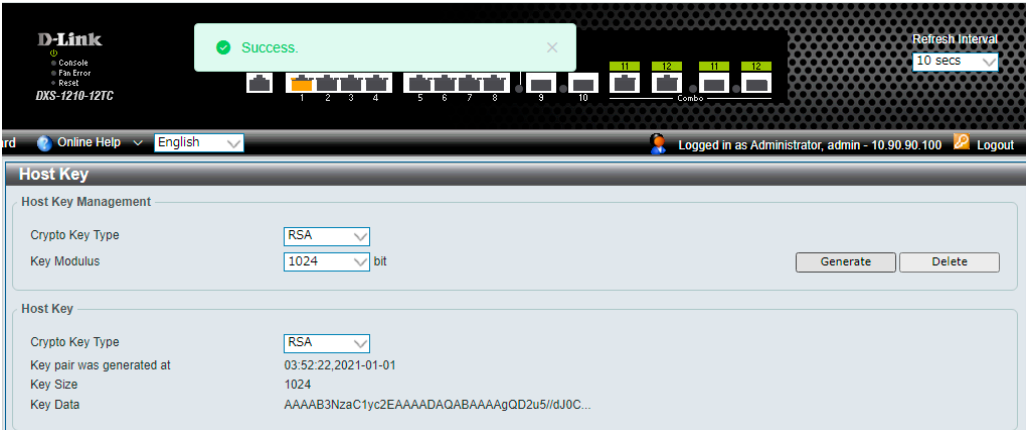 D-Link
Success.
Refresh Interval
Console
10 secs
Fan Error
Reset
DXS-1210-12TC
11 12 11 12
1 2 3 4 5 6 7 8 9 10 Combo
rd Online Help English Logged in as Administrator, admin - 10.90.90.100 Logout
Host Key
Host Key Management
Crypto Key Type RSA
Key Modulus 1024 bit Generate Delete
Host Key
Crypto Key Type RSA
Key pair was generated at 03:52:22,2021-01-01
Key Size 1024
Key Data AAAAB3NzaC1yc2EAAAADAQABAAAAgQD2u5//dJ0C...